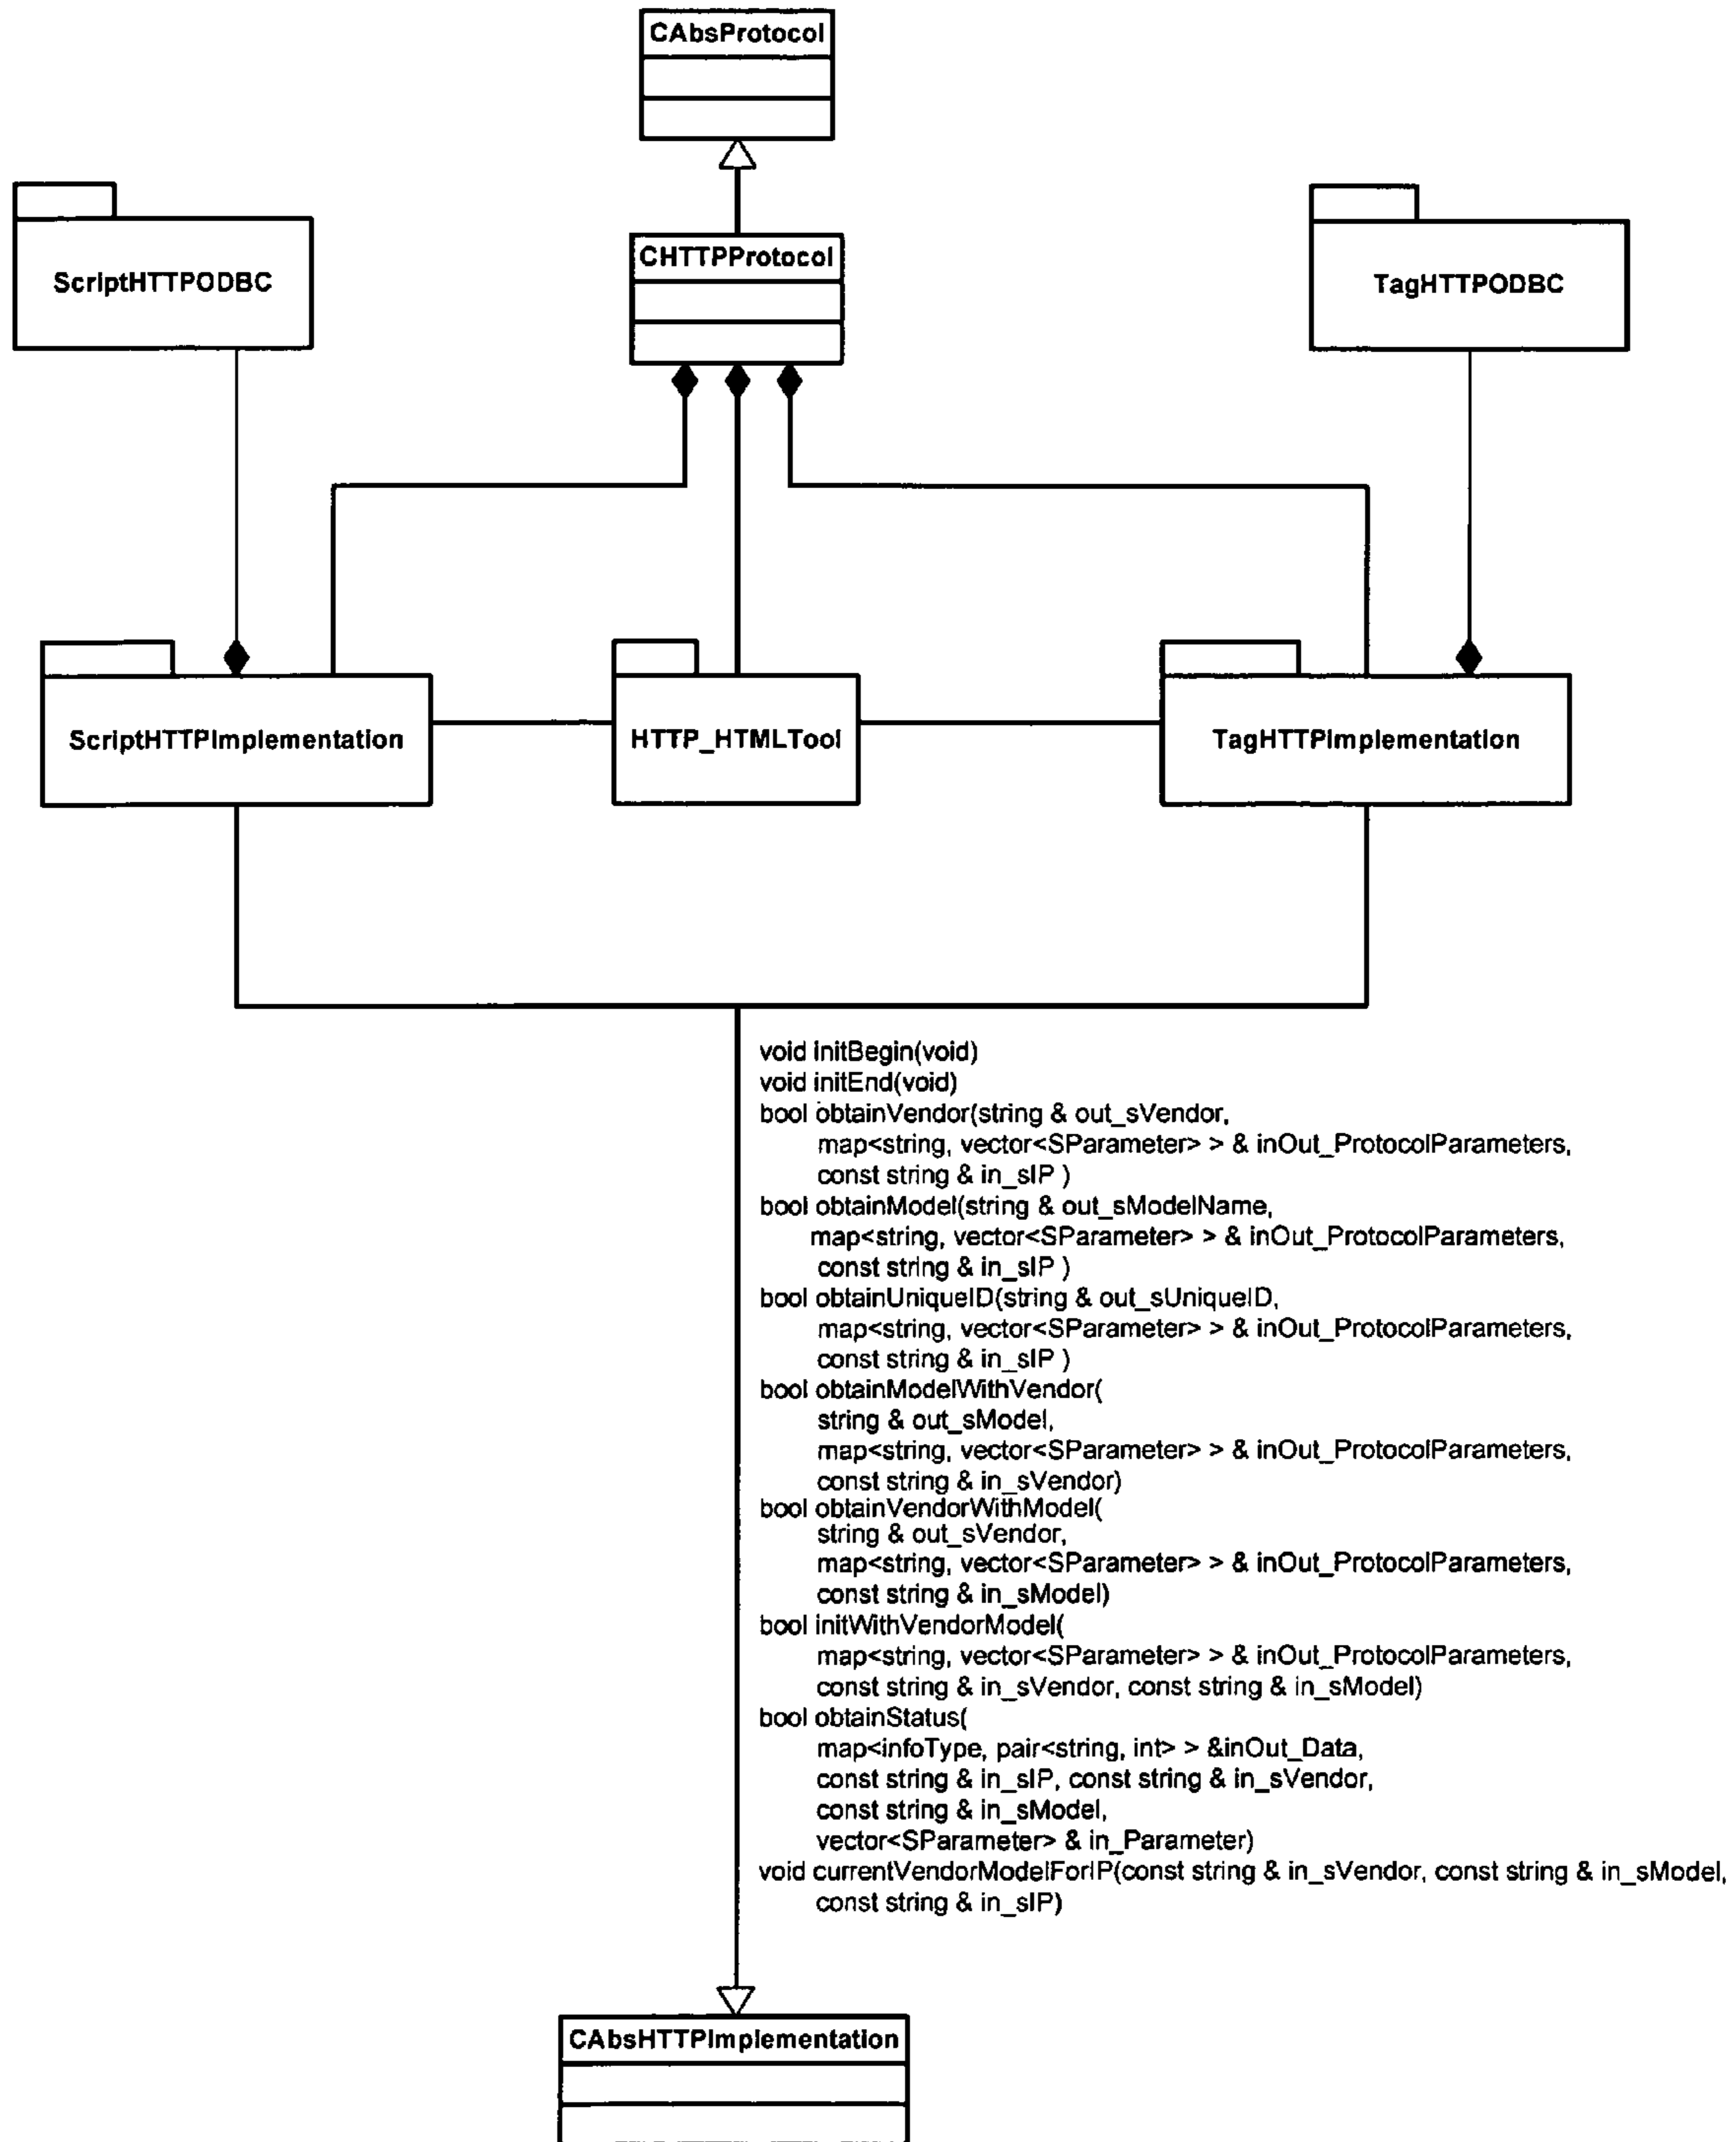 CAbsProtocol
CHTTPProtocol
ScriptHTTPODBC
TagHTTPODBC
ScriptHTTPImplementation
HTTP_HTMLTool
TagHTTPImplementation
void initBegin(void)
void initEnd(void)
bool obtainVendor(string & out_sVendor,
map<string, vector<SParameter> > & inOut_ProtocolParameters,
const string & in_sIP )
bool obtainModel(string & out_sModelName,
map<string, vector<SParameter> > & inOut_ProtocolParameters,
const string & in_sIP )
bool obtainUniqueID(string & out_sUniqueID,
map<string, vector<SParameter> > & inOut_ProtocolParameters,
const string & in_sIP )
bool obtainModelWithVendor(
string & out_sModel,
map<string, vector<SParameter> > & inOut_ProtocolParameters,
const string & in_sVendor)
bool obtainVendorWithModel(
string & out_sVendor,
map<string, vector<SParameter> > & inOut_ProtocolParameters,
const string & in_sModel)
bool initWithVendorModel(
map<string, vector<SParameter> > & inOut_ProtocolParameters,
const string & in_sVendor, const string & in_sModel)
bool obtainStatus(
map<infoType, pair<string, int> > &inOut_Data,
const string & in_sIP, const string & in_sVendor,
const string & in_sModel,
vector<SParameter> & in_Parameter)
void currentVendorModelForIP(const string & in_sVendor, const string & in_sModel,
const string & in_sIP)
CAbsHTTPImplementation